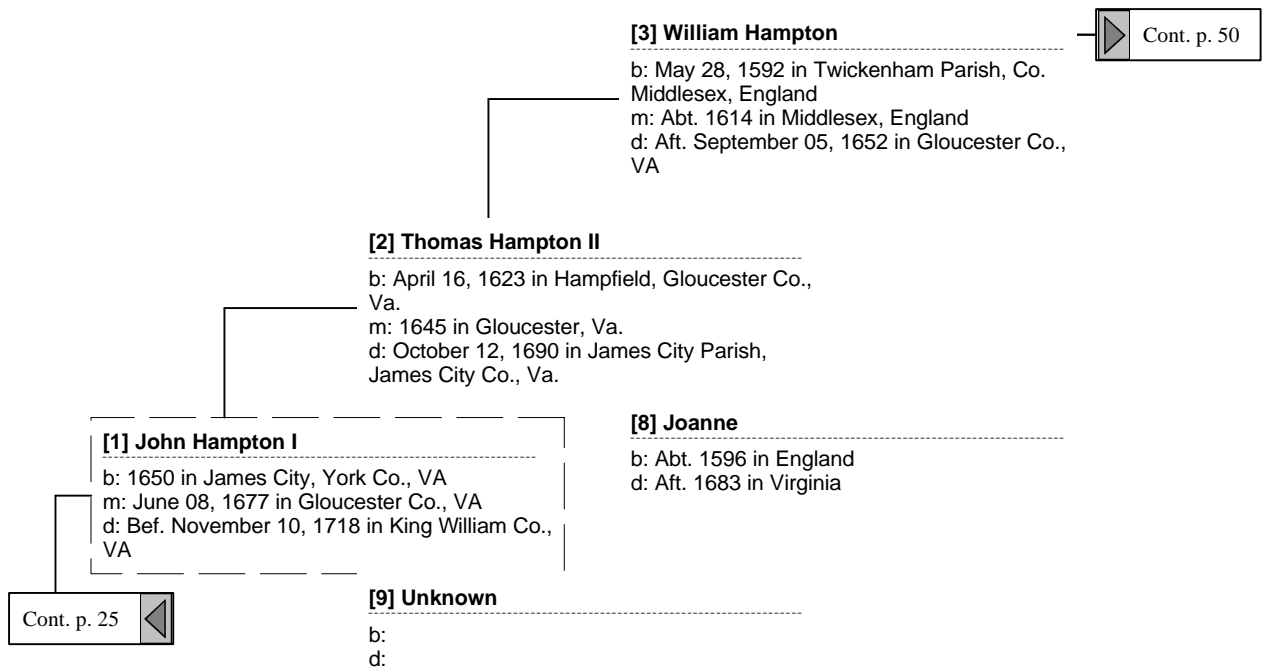 [3] William Hampton
b: May 28, 1592 in Twickenham Parish, Co.
Middlesex, England
m: Abt. 1614 in Middlesex, England
d: Aft. September 05, 1652 in Gloucester Co.,
VA
Cont. p. 50
[2] Thomas Hampton II
b: April 16, 1623 in Hampfield, Gloucester Co.,
Va.
m: 1645 in Gloucester, Va.
d: October 12, 1690 in James City Parish,
James City Co., Va.
[8] Joanne
b: Abt. 1596 in England
d: Aft. 1683 in Virginia
[1] John Hampton I
b: 1650 in James City, York Co., VA
m: June 08, 1677 in Gloucester Co., VA
d: Bef. November 10, 1718 in King William Co.,
VA
Cont. p. 25
[9] Unknown
b:
d: